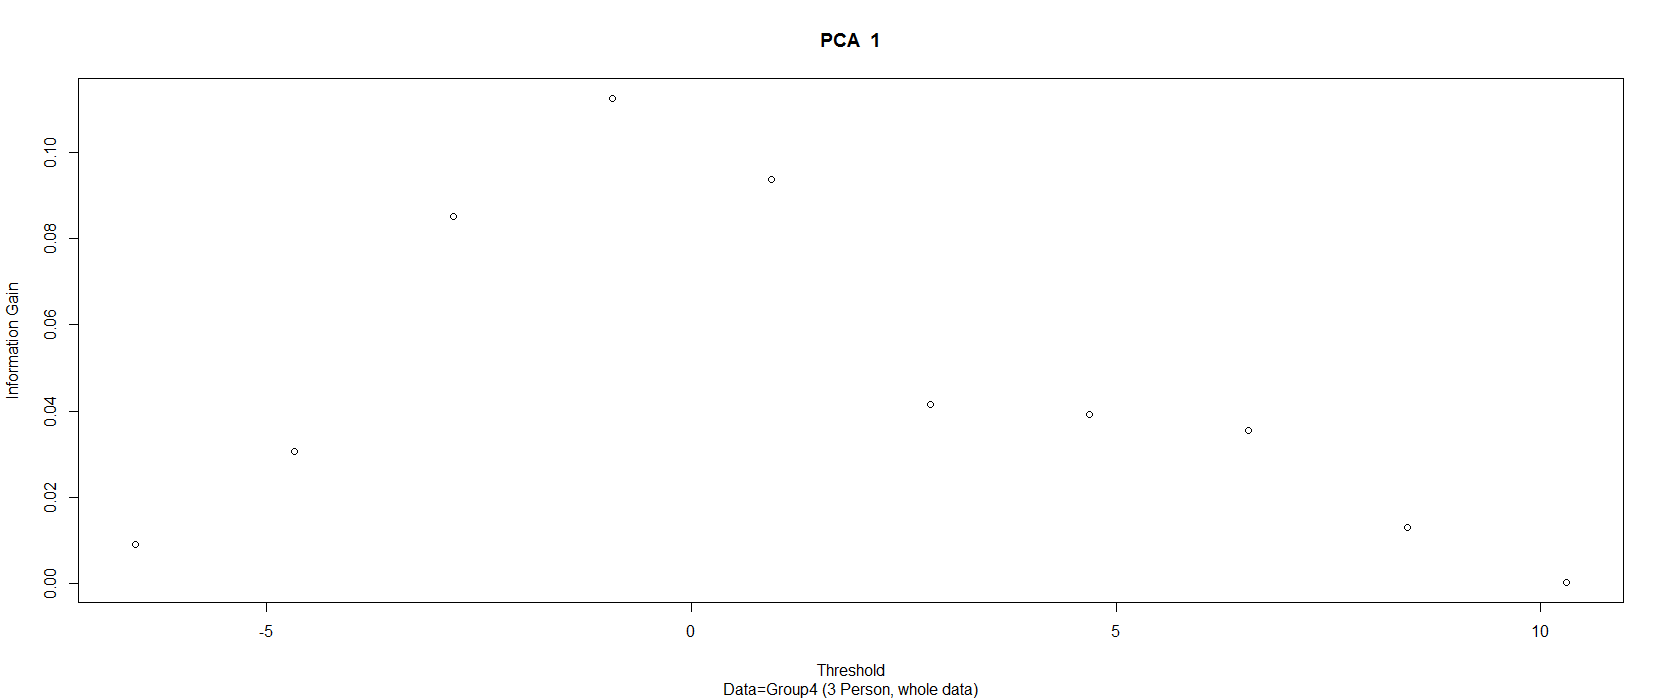 PCA  1
Information Gain
0.10
0.08
0.06
0.04
0.02
0.00
-5 0 5 10
Threshold
Data=Group4 (3 Person, whole data)